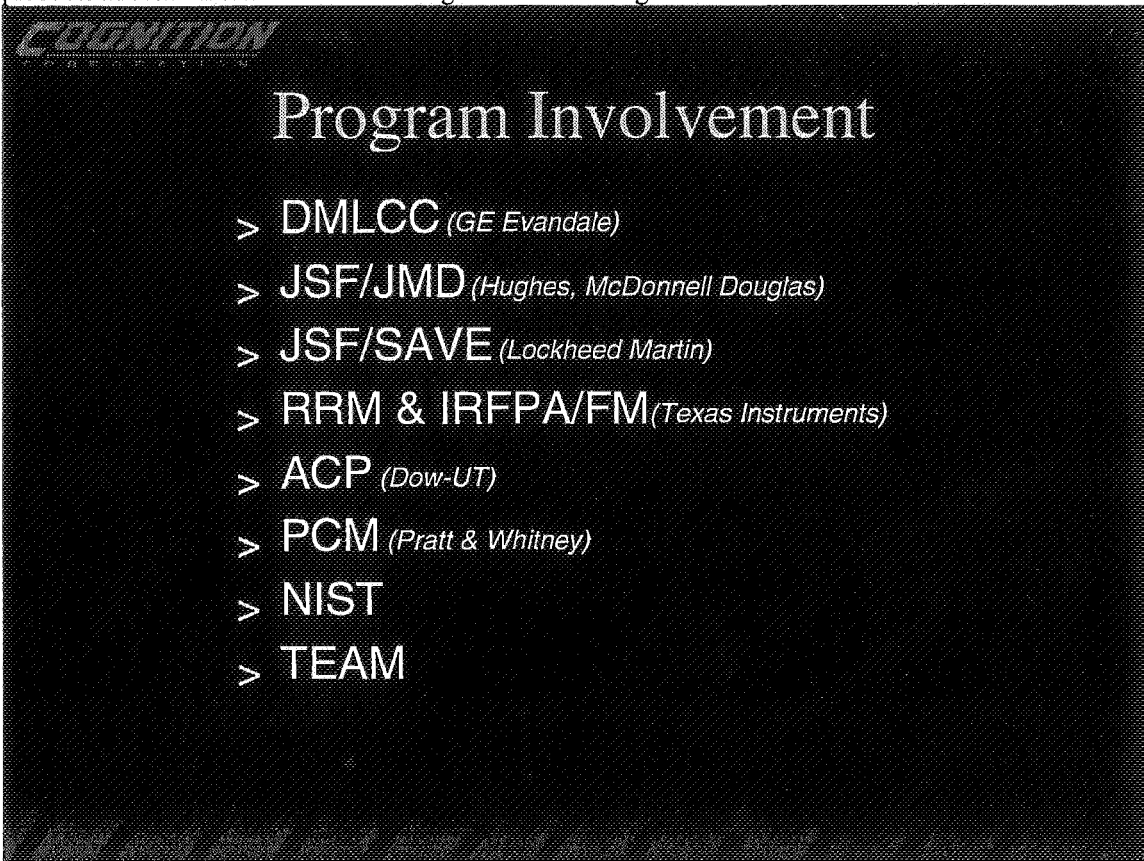 COGNITION
CORPORATION
Program Involvement
> DMLCC (GE Evandale)
> JSF/JMD (Hughes, McDonnell Douglas)
> JSF/SAVE (Lockheed Martin)
> RRM & IRFPA/FM(Texas Instruments)
> ACP (Dow-UT)
> PCM (Pratt & Whitney)
> NIST
> TEAM